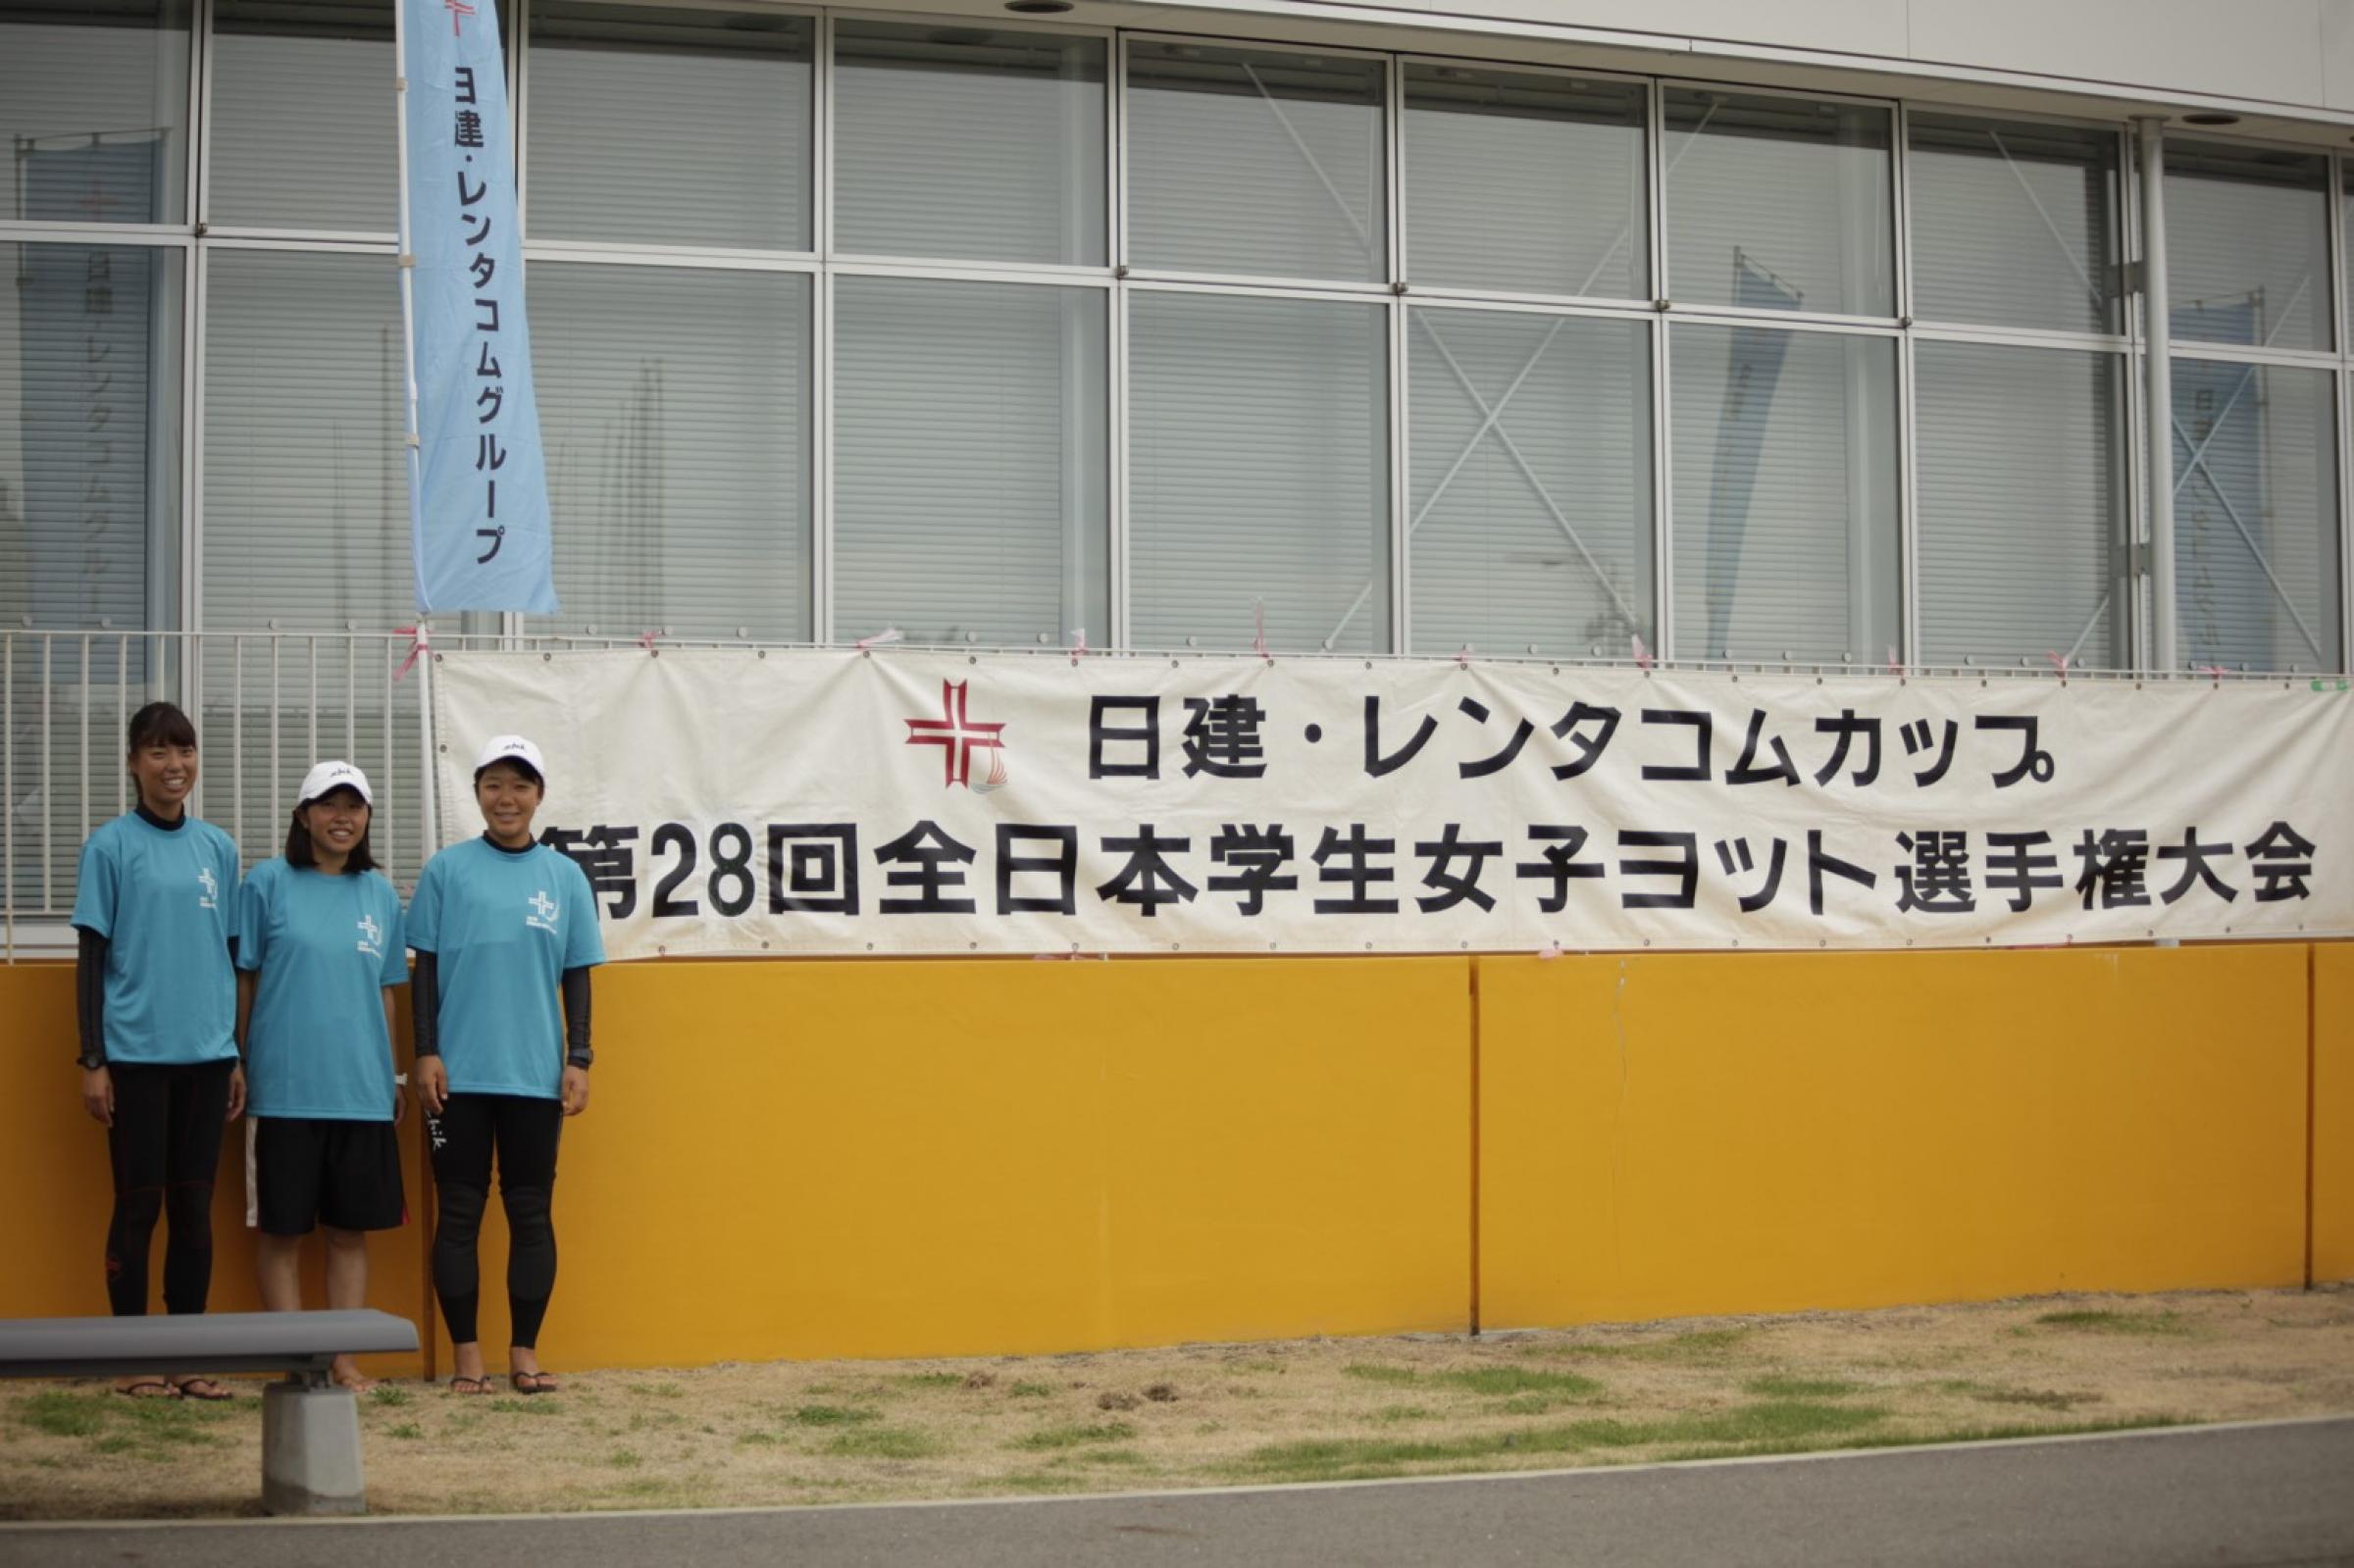 日建・レンタコムグループ
日建・レンタコムカップ
第28回全日本学生女子ヨット選手権大会
hik